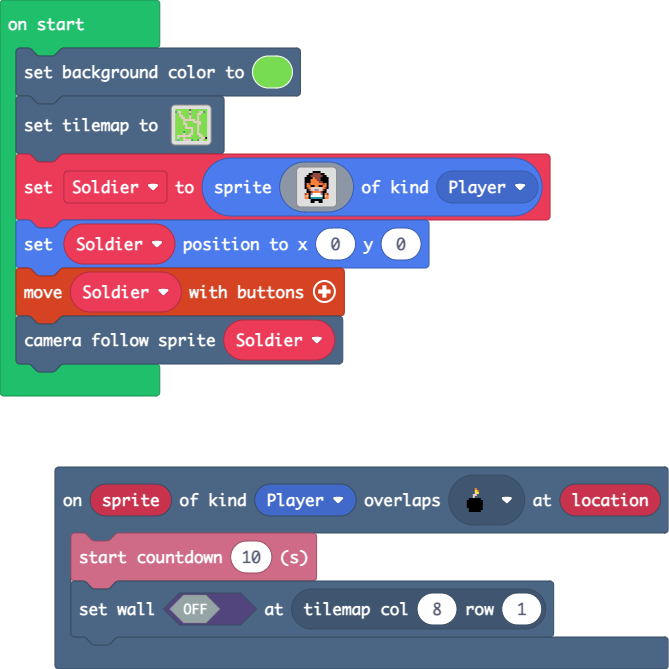 on start
set background color to
set tilemap to
set Soldier to sprite of kind Player
set Soldier position to x 0 y 0
move Soldier with buttons
camera follow sprite Soldier
on sprite of kind Player overlaps at location
start countdown 10 (s)
set wall OFF at tilemap col 8 row 1